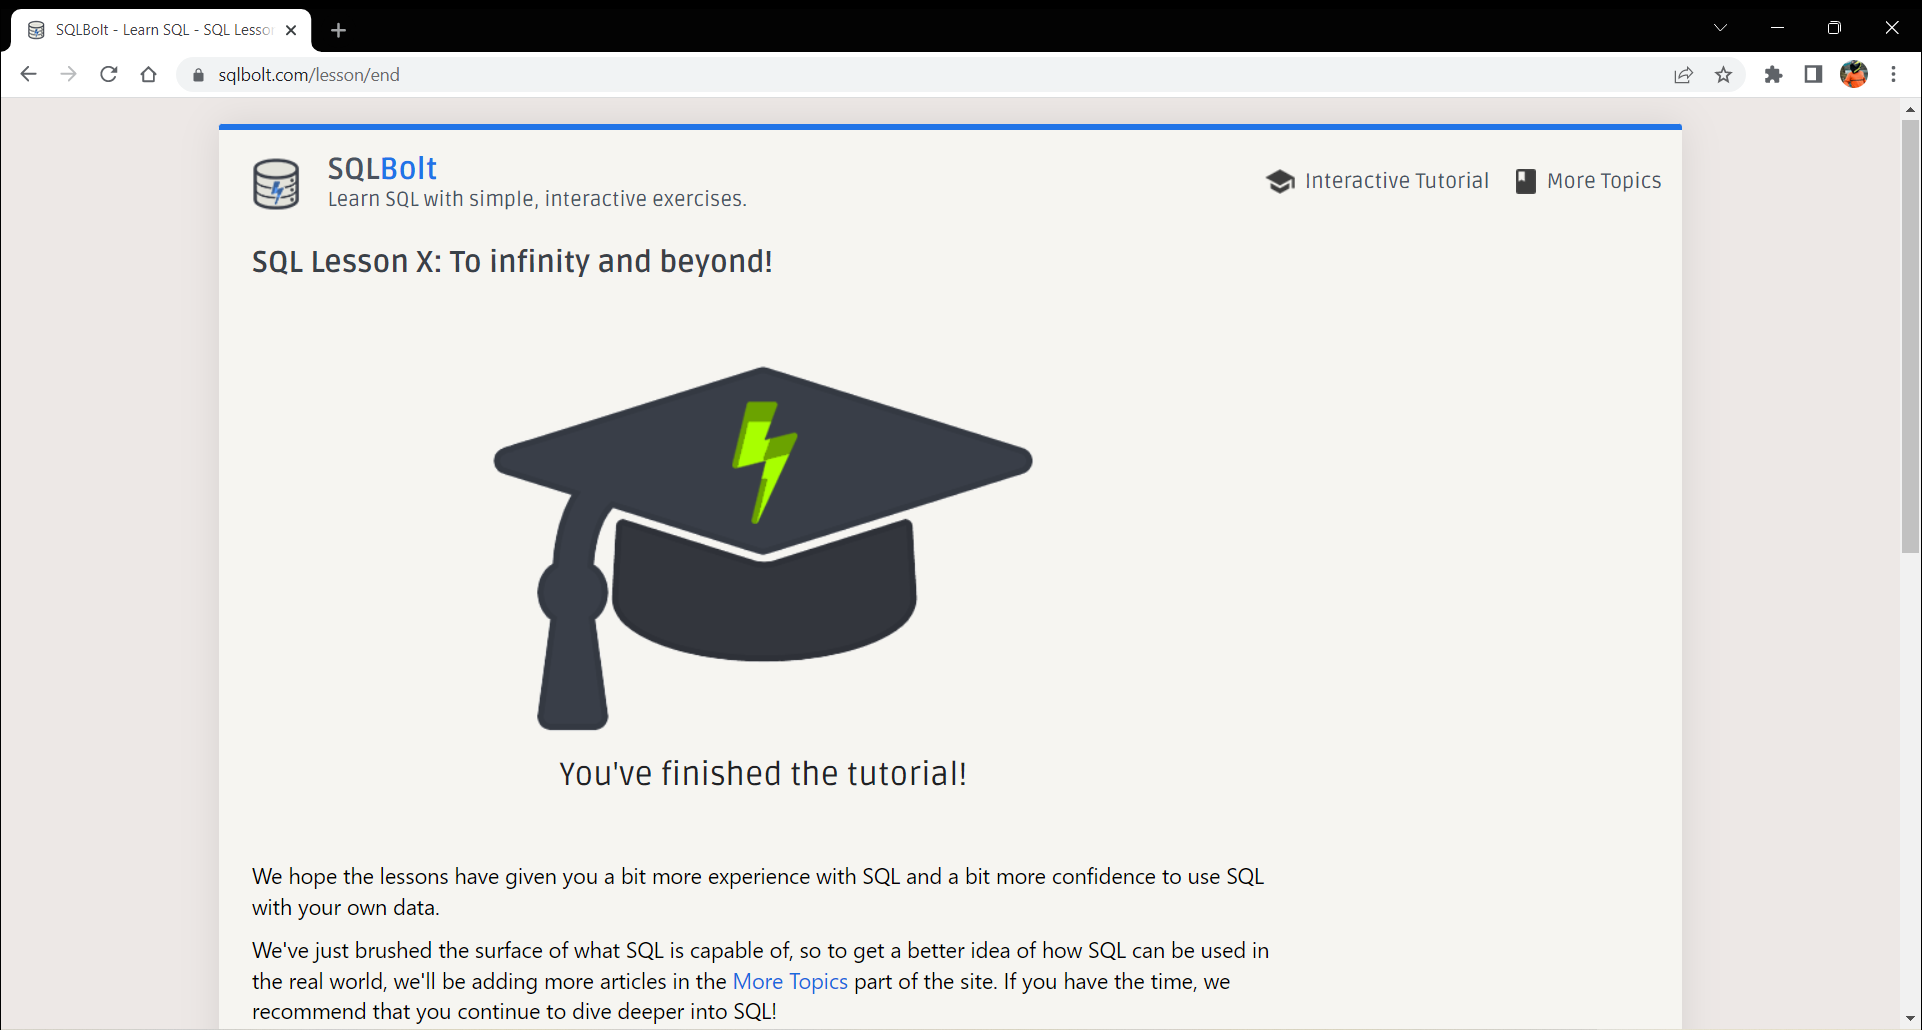 SQLBolt - Learn SQL - SQL Lesso
sqlbolt.com/lesson/end
SQLBolt
Learn SQL with simple, interactive exercises.
Interactive Tutorial
More Topics
SQL Lesson X: To infinity and beyond!
You've finished the tutorial!
We hope the lessons have given you a bit more experience with SQL and a bit more confidence to use SQL
with your own data.
We've just brushed the surface of what SQL is capable of, so to get a better idea of how SQL can be used in
the real world, we'll be adding more articles in the More Topics part of the site. If you have the time, we
recommend that you continue to dive deeper into SQL!